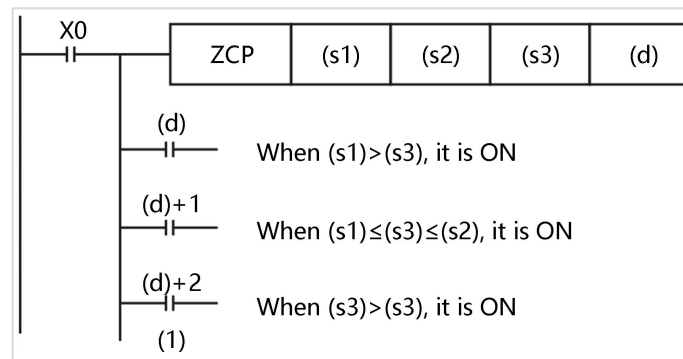 X0
ZCP (s1) (s2) (s3) (d)
(d)
When (s1)>(s3), it is ON
(d)+1
When (s1)≤(s3)≤(s2), it is ON
(d)+2
When (s3)>(s3), it is ON
(1)